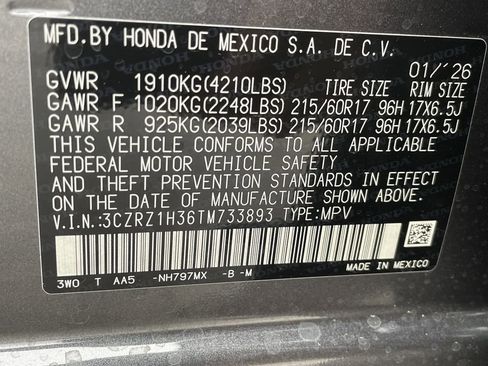 MFD.BY HONDA DE MEXICO S.A. DE C.V.
01/'26
GVWR 1910KG(4210LBS) TIRE SIZE RIM SIZE
GAWR F 1020KG(2248LBS) 215/60R17 96H 17X6.5J
GAWR R 925KG(2039LBS) 215/60R17 96H 17X6.5J
THIS VEHICLE CONFORMS TO ALL APPLICABLE
FEDERAL MOTOR VEHICLE SAFETY
AND THEFT PREVENTION STANDARDS IN EFFECT
ON THE DATE OF MANUFACTURE SHOWN ABOVE.
V.I.N.:3CZRZ1H36TM733893 TYPE:MPV
3W0 T AA5 -NH797MX -B -M MADE IN MEXICO